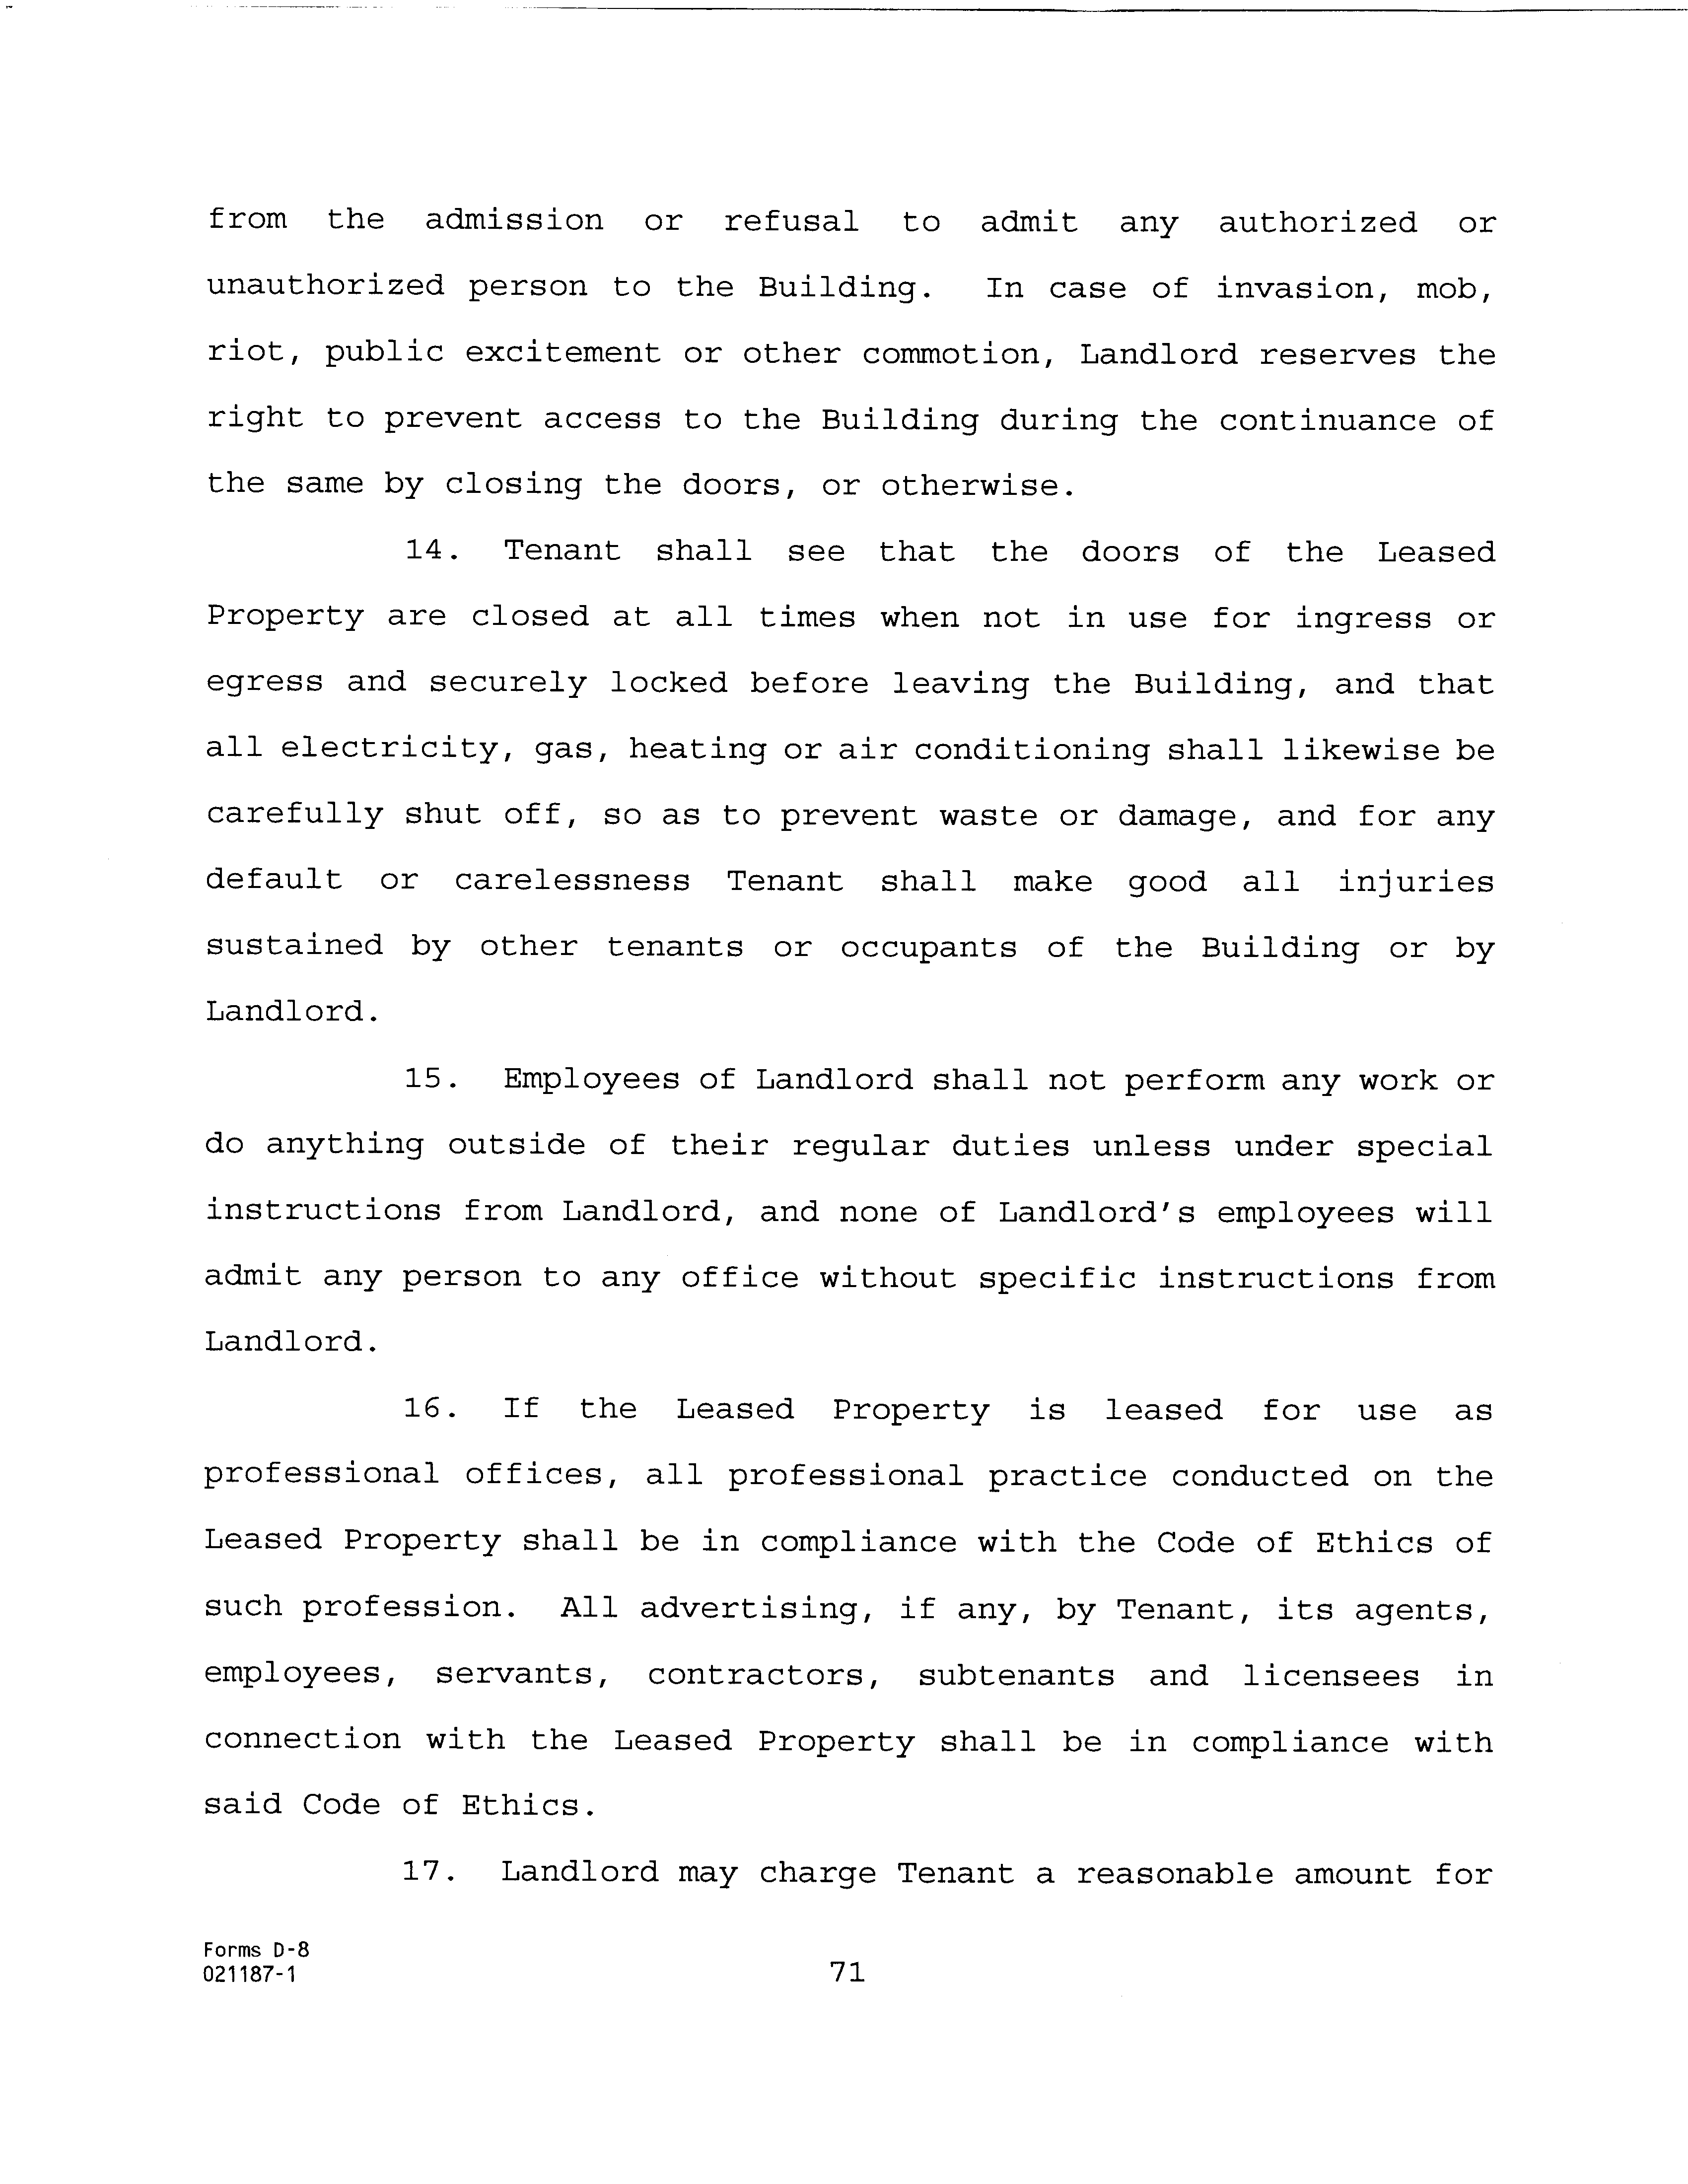 from the admission or refusal to admit any authorized or
unauthorized person to the Building. In case of invasion, mob,
riot, public excitement or other commotion, Landlord reserves the
right to prevent access to the Building during the continuance of
the same by closing the doors, or otherwise.
14. Tenant shall see that the doors of the Leased
Property are closed at all times when not in use for ingress or
egress and securely locked before leaving the Building, and that
all electricity, gas, heating or air conditioning shall likewise be
carefully shut off, so as to prevent waste or damage, and for any
default or carelessness Tenant shall make good all injuries
sustained by other tenants or occupants of the Building or by
Landlord.
15. Employees of Landlord shall not perform any work or
do anything outside of their regular duties unless under special
instructions from Landlord, and none of Landlord's employees will
admit any person to any office without specific instructions from
Landlord.
16. If the Leased Property is leased for use as
professional offices, all professional practice conducted on the
Leased Property shall be in compliance with the Code of Ethics of
such profession. All advertising, if any, by Tenant, its agents,
employees, servants, contractors, subtenants and licensees in
connection with the Leased Property shall be in compliance with
said Code of Ethics.
17. Landlord may charge Tenant a reasonable amount for
Forms D-8
021187-1
71